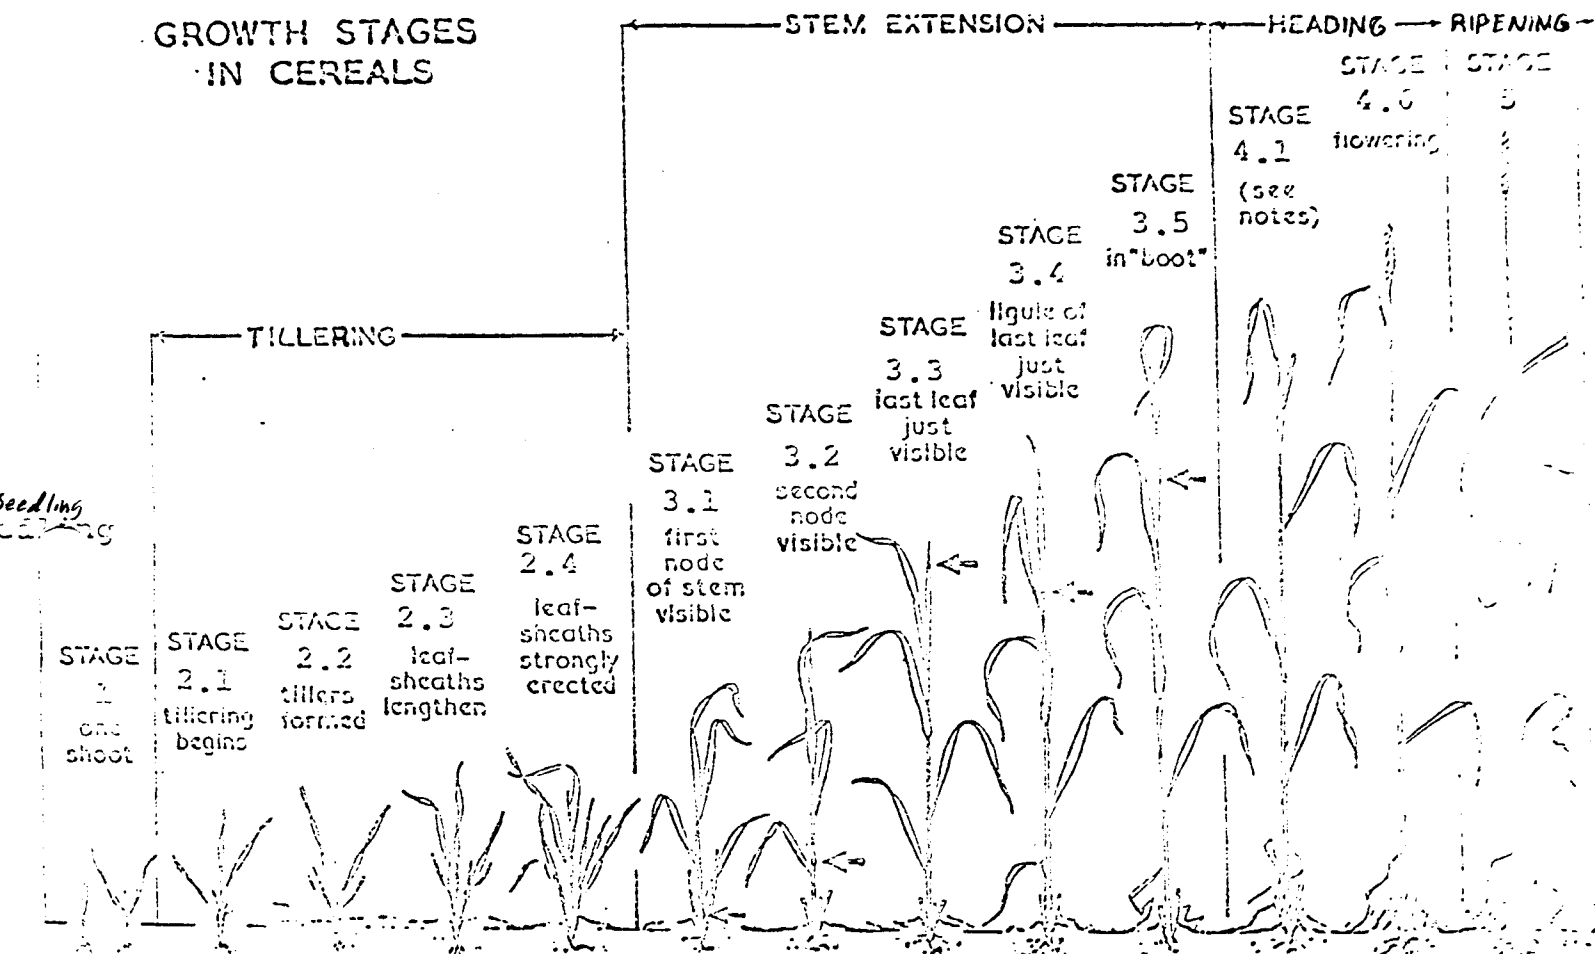 GROWTH STAGES
IN CEREALS
STEM EXTENSION
HEADING
RIPENING
TILLERING
Seedling
STAGE
1
one
shoot
STAGE
2.1
tillering
begins
STAGE
2.2
tillers
formed
STAGE
2.3
leaf-
sheaths
lengthen
STAGE
2.4
leaf-
sheaths
strongly
erected
STAGE
3.1
first
node
of stem
visible
STAGE
3.2
second
node
visible
STAGE
3.3
last leaf
just
visible
STAGE
3.4
ligule of
last leaf
just
visible
STAGE
3.5
in"boot"
STAGE
4.1
(see
notes)
STAGE
flowering
STAGE
5